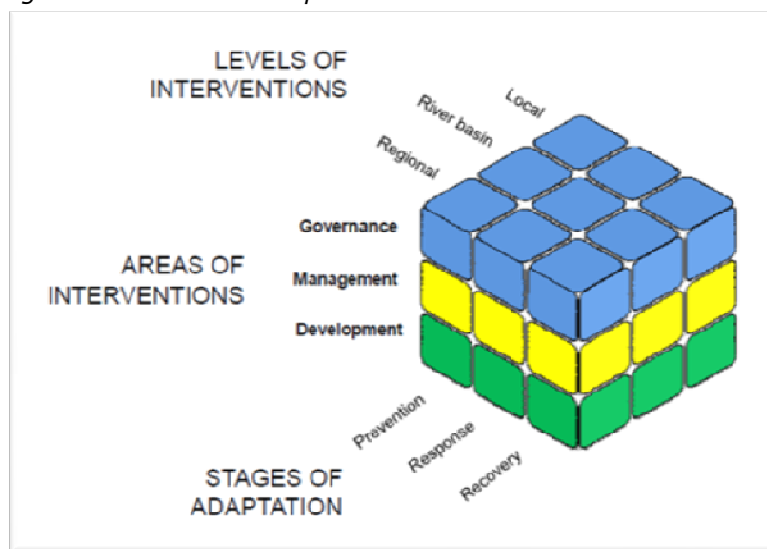 LEVELS OF
INTERVENTIONS
Local
River basin
Regional
Governance
AREAS OF
INTERVENTIONS
Management
Development
Prevention
Response
Recovery
STAGES OF
ADAPTATION